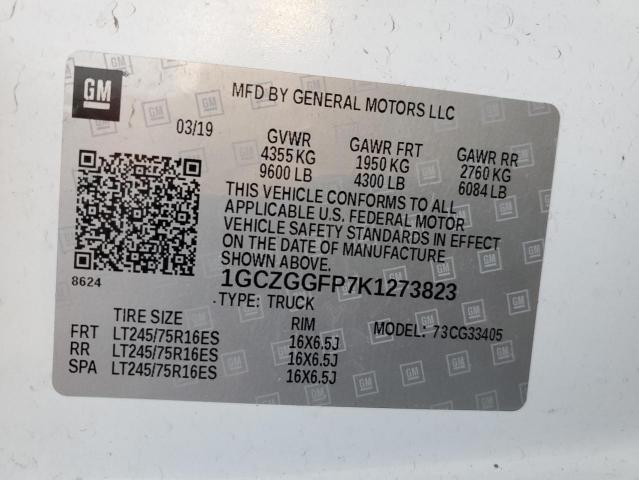 GM
MFD BY GENERAL MOTORS LLC
03/19
GVWR GAWR FRT GAWR RR
4355 KG 1950 KG 2760 KG
9600 LB 4300 LB 6084 LB
THIS VEHICLE CONFORMS TO ALL
APPLICABLE U.S. FEDERAL MOTOR
VEHICLE SAFETY STANDARDS IN EFFECT
ON THE DATE OF MANUFACTURE
SHOWN ABOVE.
8624
1GCZGGFP7K1273823
TYPE: TRUCK
TIRE SIZE RIM MODEL: 73CG33405
FRT LT245/75R16ES 16X6.5J
RR LT245/75R16ES 16X6.5J
SPA LT245/75R16ES 16X6.5J